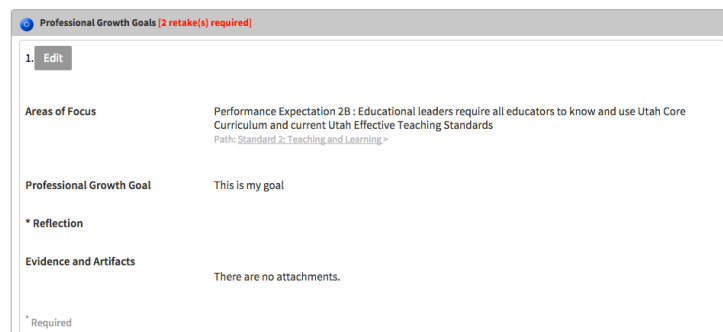 Professional Growth Goals [2 retake(s) required]
1. Edit
Areas of Focus
Performance Expectation 2B : Educational leaders require all educators to know and use Utah Core
Curriculum and current Utah Effective Teaching Standards
Path: Standard 2: Teaching and Learning >
Professional Growth Goal
This is my goal
* Reflection
Evidence and Artifacts
There are no attachments.
* Required